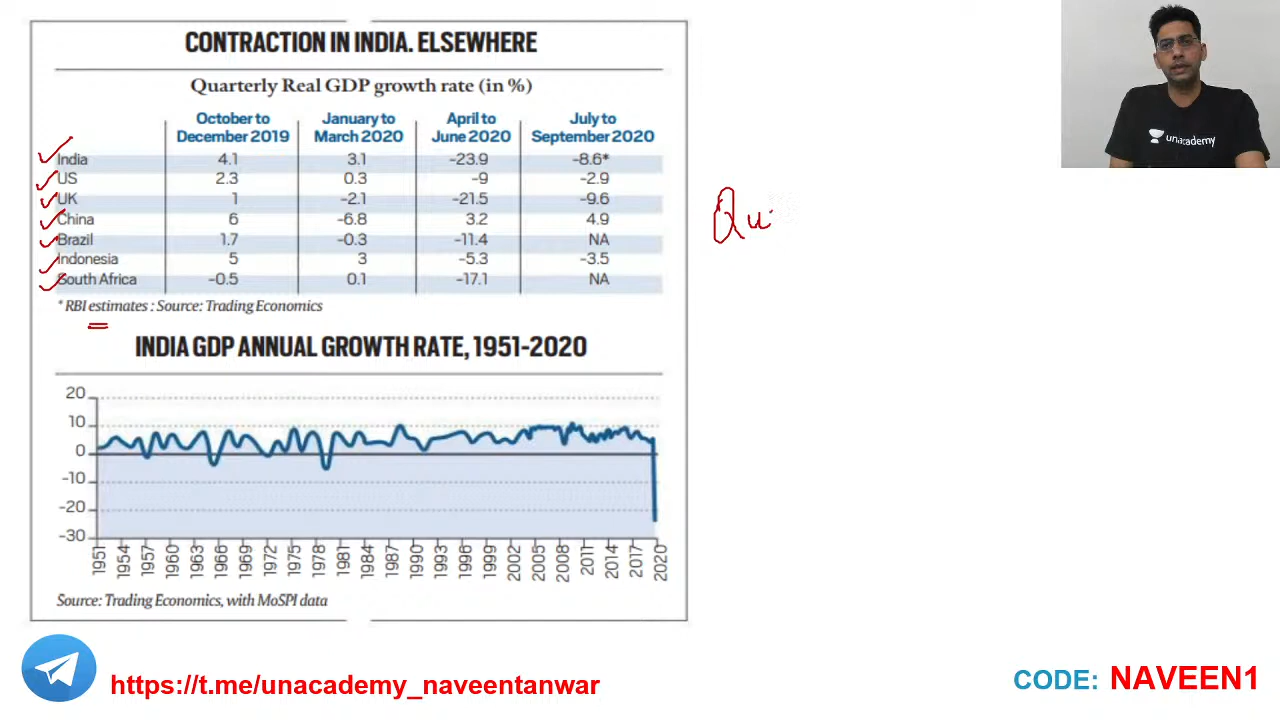 CONTRACTION IN INDIA. ELSEWHERE
Quarterly Real GDP growth rate (in %)
October to December 2019 January to March 2020 April to June 2020 July to September 2020
India 4.1 3.1 -23.9 -8.6*
US 2.3 0.3 -9 -2.9
UK 1 -2.1 -21.5 -9.6
China 6 -6.8 3.2 4.9
Brazil 1.7 -0.3 -11.4 NA
Indonesia 5 3 -5.3 -3.5
South Africa -0.5 0.1 -17.1 NA
* RBI estimates : Source: Trading Economics
INDIA GDP ANNUAL GROWTH RATE, 1951-2020
20
10
0
-10
-20
-30
1951 1954 1957 1960 1963 1966 1969 1972 1975 1978 1981 1984 1987 1990 1993 1996 1999 2002 2005 2008 2011 2014 2017 2020
Source: Trading Economics, with MoSPI data
Qu
unacademy
https://t.me/unacademy_naveentanwar
CODE: NAVEEN1